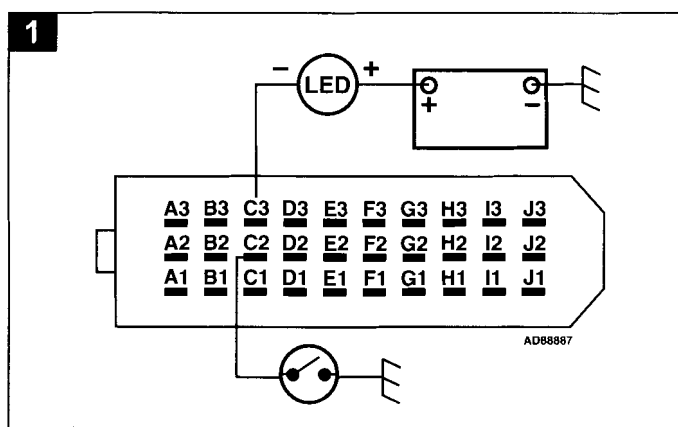 1
- LED +
+ -
A3 B3 C3 D3 E3 F3 G3 H3 I3 J3
A2 B2 C2 D2 E2 F2 G2 H2 I2 J2
A1 B1 C1 D1 E1 F1 G1 H1 I1 J1
AD88887